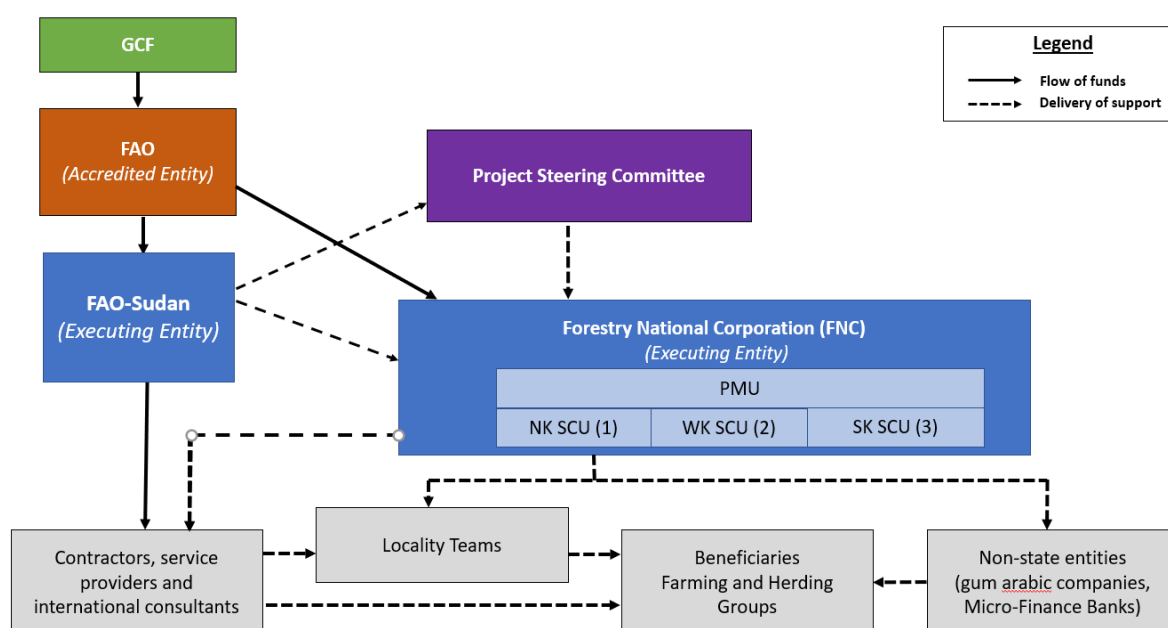 GCF
Legend
Flow of funds
Delivery of support
FAO
(Accredited Entity)
Project Steering Committee
FAO-Sudan
(Executing Entity)
Forestry National Corporation (FNC)
(Executing Entity)
PMU
NK SCU (1)
WK SCU (2)
SK SCU (3)
Contractors, service
providers and
international consultants
Locality Teams
Beneficiaries
Farming and Herding
Groups
Non-state entities
(gum arabic companies,
Micro-Finance Banks)